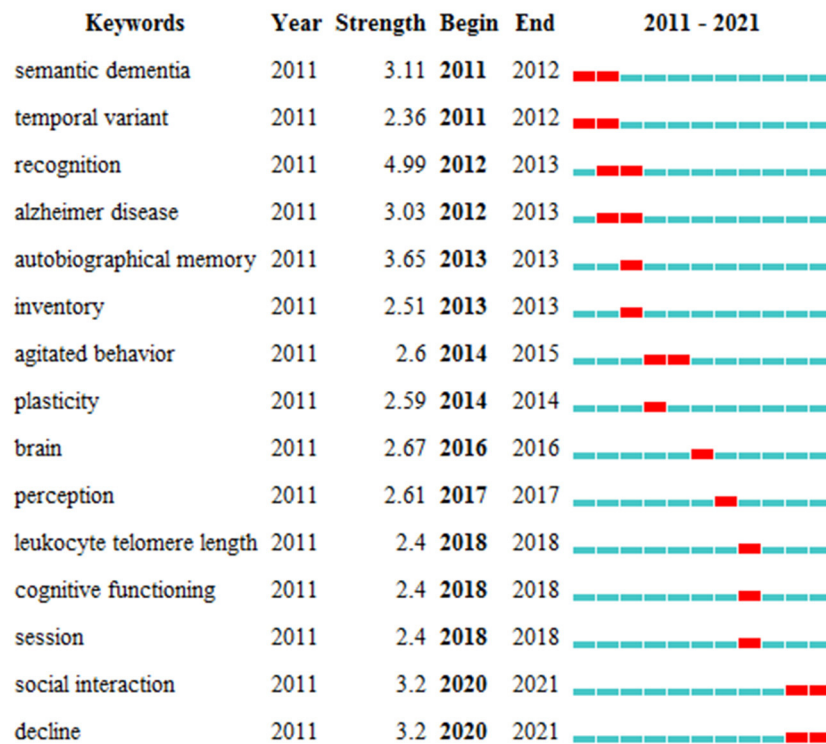 Keywords Year Strength Begin End 2011 - 2021
semantic dementia 2011 3.11 2011 2012
temporal variant 2011 2.36 2011 2012
recognition 2011 4.99 2012 2013
alzheimer disease 2011 3.03 2012 2013
autobiographical memory 2011 3.65 2013 2013
inventory 2011 2.51 2013 2013
agitated behavior 2011 2.6 2014 2015
plasticity 2011 2.59 2014 2014
brain 2011 2.67 2016 2016
perception 2011 2.61 2017 2017
leukocyte telomere length 2011 2.4 2018 2018
cognitive functioning 2011 2.4 2018 2018
session 2011 2.4 2018 2018
social interaction 2011 3.2 2020 2021
decline 2011 3.2 2020 2021